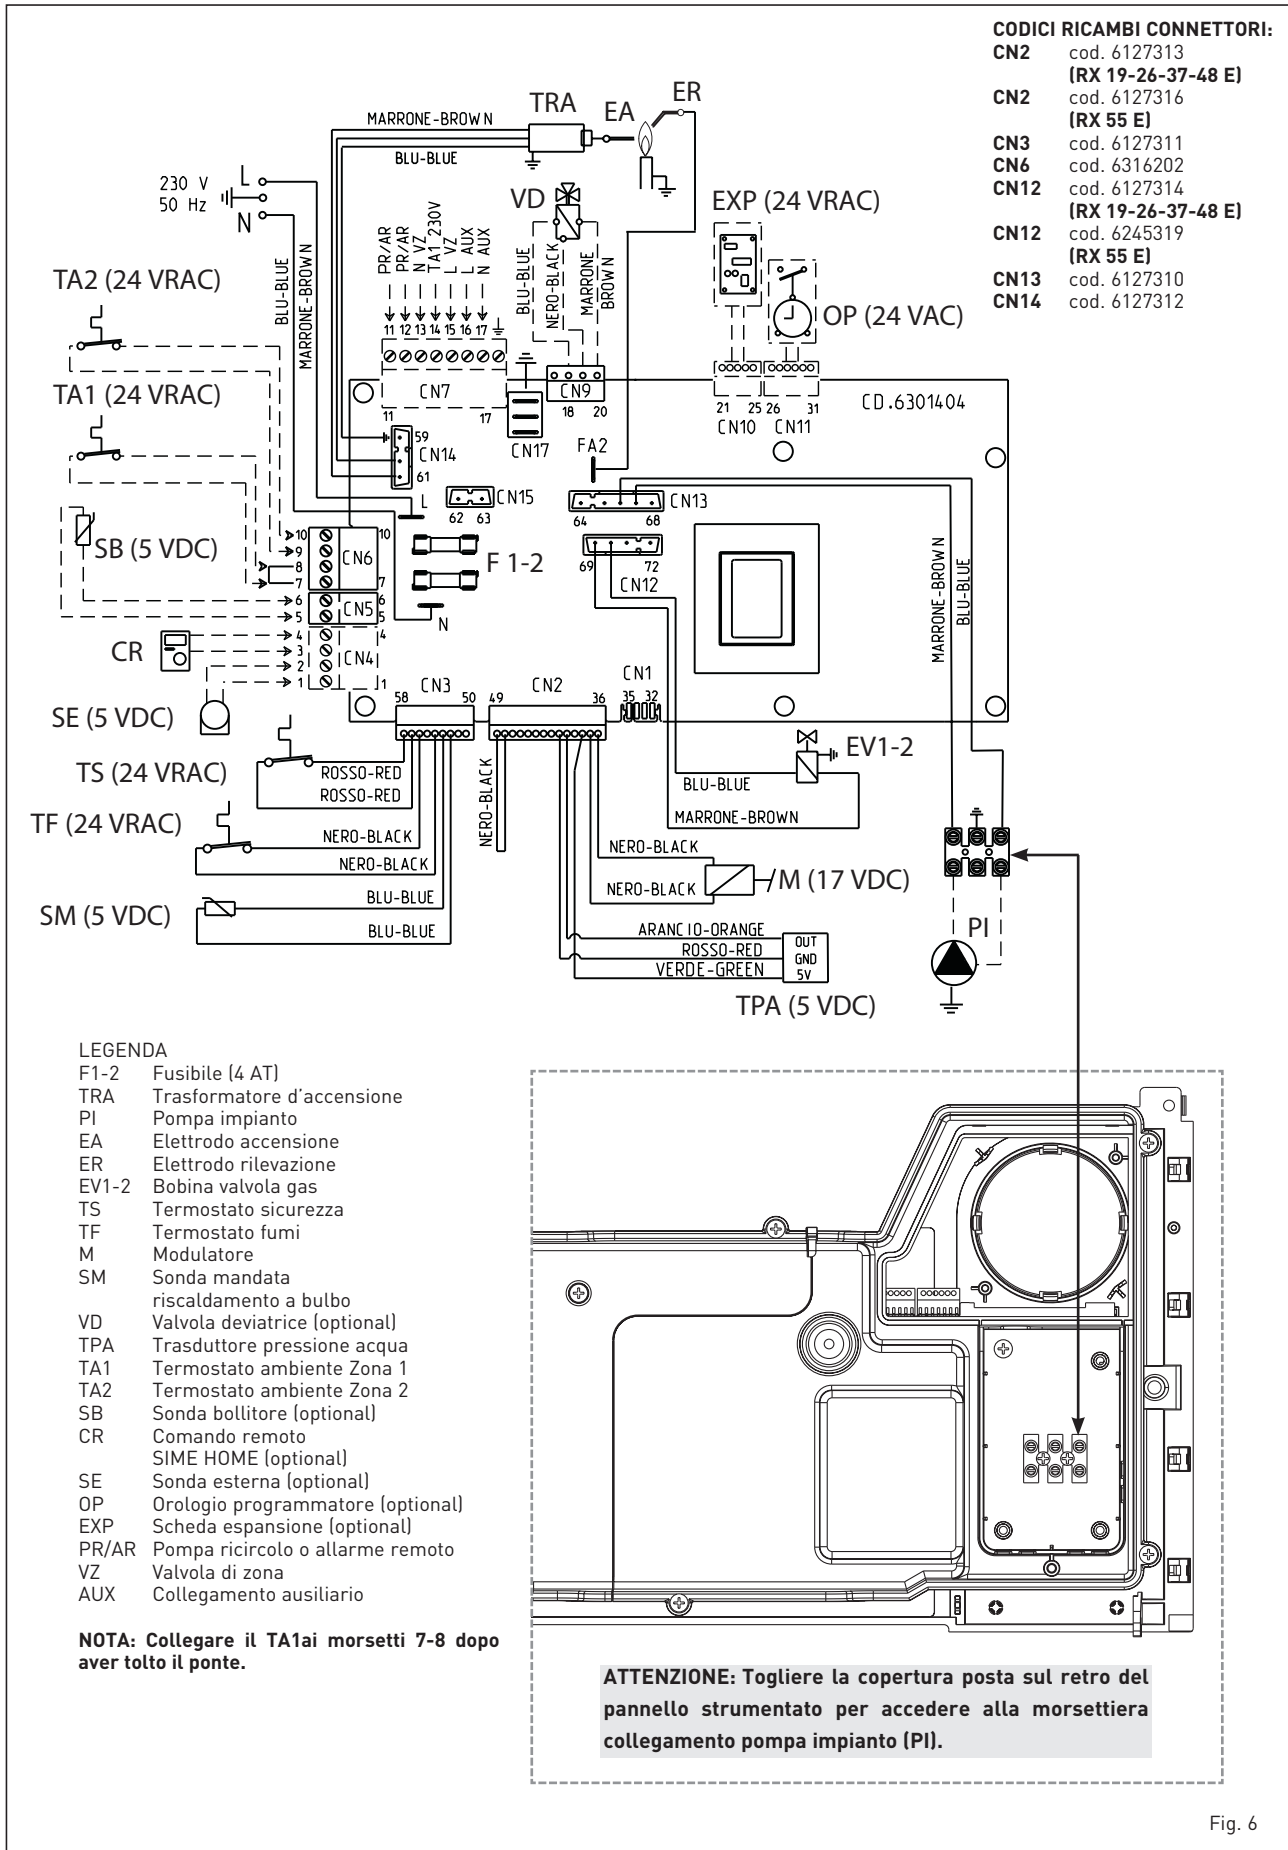 CODICI RICAMBI CONNETTORI:
CN2 cod. 6127313
(RX 19-26-37-48 E)
CN2 cod. 6127316
(RX 55 E)
CN3 cod. 6127311
CN6 cod. 6316202
CN12 cod. 6127314
(RX 19-26-37-48 E)
CN12 cod. 6245319
(RX 55 E)
CN13 cod. 6127310
CN14 cod. 6127312
TRA
EA
ER
MARRONE-BROWN
BLU-BLUE
230 V
50 Hz
L
N
BLU-BLUE
MARRONE-BROWN
PR/AR
PR/AR
N VZ
TA1 230V
L VZ
L AUX
N AUX
11 12 13 14 15 16 17
VD
BLU-BLUE
NERO-BLACK
MARRONE
BROWN
EXP (24 VRAC)
OP (24 VAC)
TA2 (24 VRAC)
TA1 (24 VRAC)
SB (5 VDC)
CR
SE (5 VDC)
TS (24 VRAC)
TF (24 VRAC)
SM (5 VDC)
CN7
11 17
CN9
18 20
CN17
21 25 26 31
CN10 CN11
CD.6301404
59
CN14
61
FA2
L
CN15
62 63
CN13
64 68
F 1-2
69 72
CN12
N
10
9
8
7
6
5
4
3
2
1
10
CN6
7
6
CN5
5
4
CN4
1
58 CN3 50
49 CN2 36
CN1
35 32
MARRONE-BROWN
BLU-BLUE
ROSSO-RED
ROSSO-RED
NERO-BLACK
NERO-BLACK
BLU-BLUE
BLU-BLUE
NERO-BLACK
EV1-2
BLU-BLUE
MARRONE-BROWN
NERO-BLACK
NERO-BLACK
M (17 VDC)
ARANCIO-ORANGE
ROSSO-RED
VERDE-GREEN
OUT
GND
5V
TPA (5 VDC)
PI
LEGENDA
F1-2 Fusibile (4 AT)
TRA Trasformatore d'accensione
PI Pompa impianto
EA Elettrodo accensione
ER Elettrodo rilevazione
EV1-2 Bobina valvola gas
TS Termostato sicurezza
TF Termostato fumi
M Modulatore
SM Sonda mandata
riscaldamento a bulbo
VD Valvola deviatrice (optional)
TPA Trasduttore pressione acqua
TA1 Termostato ambiente Zona 1
TA2 Termostato ambiente Zona 2
SB Sonda bollitore (optional)
CR Comando remoto
SIME HOME (optional)
SE Sonda esterna (optional)
OP Orologio programmatore (optional)
EXP Scheda espansione (optional)
PR/AR Pompa ricircolo o allarme remoto
VZ Valvola di zona
AUX Collegamento ausiliario
NOTA: Collegare il TA1ai morsetti 7-8 dopo
aver tolto il ponte.
ATTENZIONE: Togliere la copertura posta sul retro del
pannello strumentato per accedere alla morsettiera
collegamento pompa impianto (PI).
Fig. 6